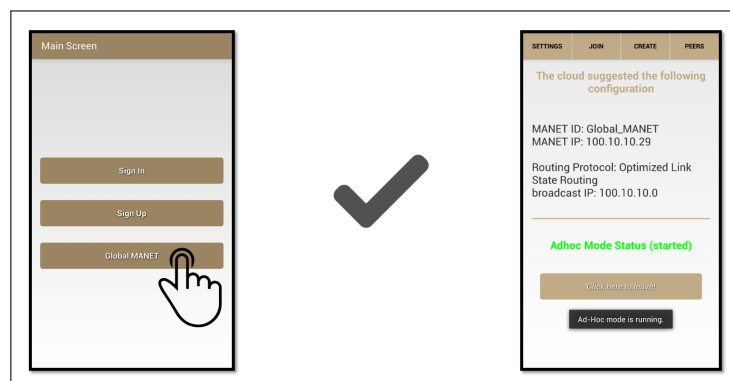 Main Screen
Sign In
Sign Up
Global MANET
SETTINGS JOIN CREATE PEERS
The cloud suggested the following
configuration
MANET ID: Global_MANET
MANET IP: 100.10.10.29
Routing Protocol: Optimized Link
State Routing
broadcast IP: 100.10.10.0
Adhoc Mode Status (started)
Click here to leave!
Ad-Hoc mode is running.